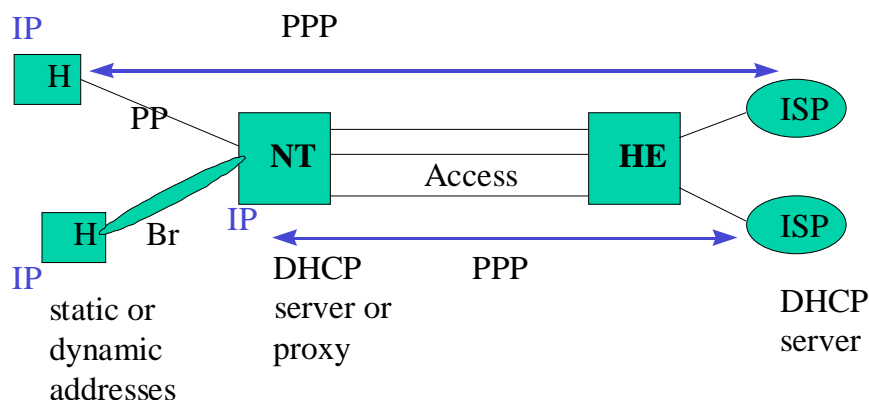 IP
PPP
H
ISP
PP
NT
HE
Access
H
Br
IP
ISP
IP
DHCP
server or
proxy
PPP
static or
dynamic
addresses
DHCP
server